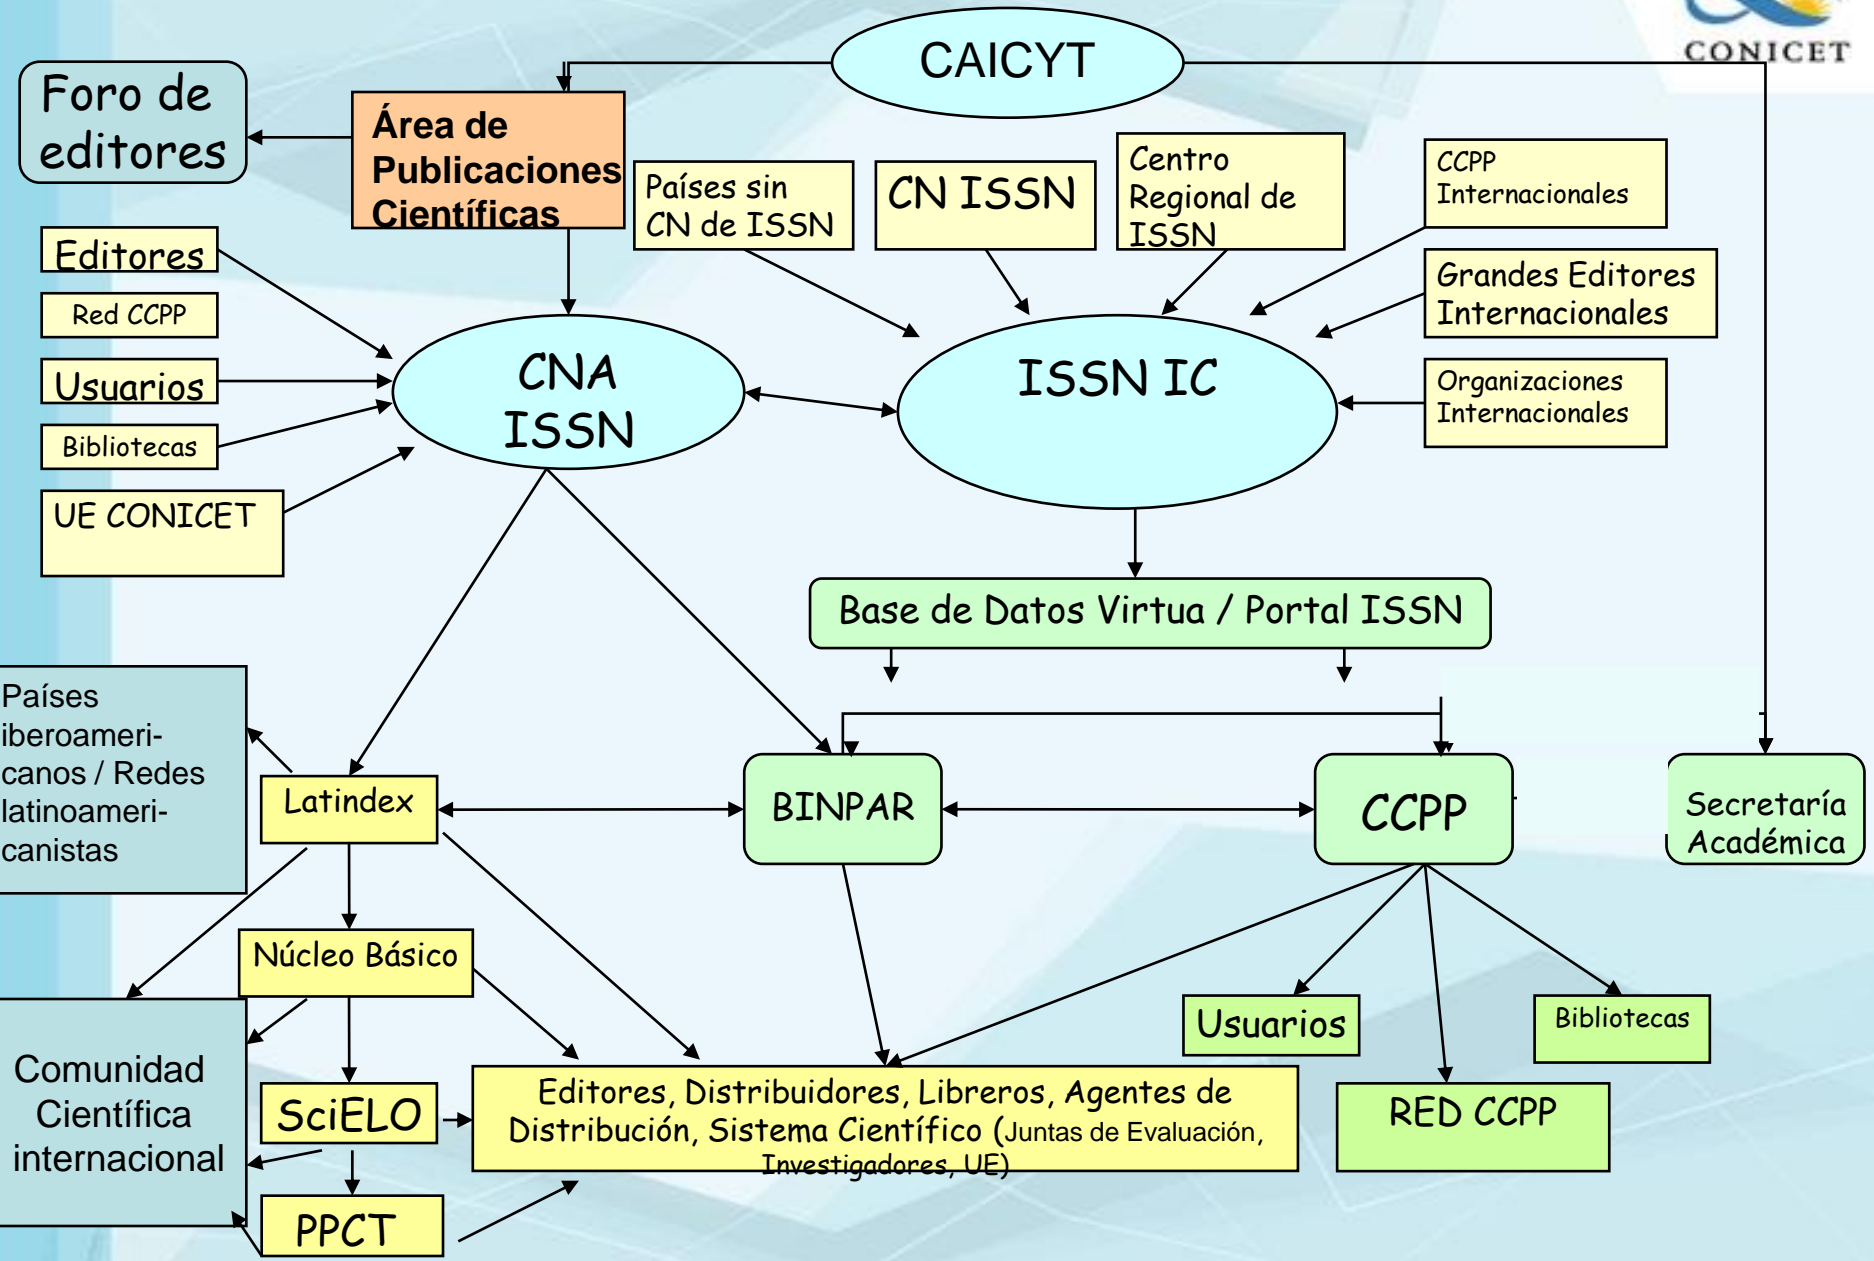 CAICYT
CONICET
Foro de
editores
Área de
Publicaciones
Científicas
Países sin
CN de ISSN
CN ISSN
Centro
Regional de
ISSN
CCPP
Internacionales
Editores
Red CCPP
Usuarios
Bibliotecas
UE CONICET
CNA
ISSN
ISSN IC
Grandes Editores
Internacionales
Organizaciones
Internacionales
Base de Datos Virtua / Portal ISSN
Países
iberoameri-
canos / Redes
latinoameri-
canistas
Latindex
BINPAR
CCPP
Secretaría
Académica
Núcleo Básico
Comunidad
Científica
internacional
SciELO
PPCT
Editores, Distribuidores, Libreros, Agentes de
Distribución, Sistema Científico (Juntas de Evaluación,
Investigadores, UE)
Usuarios
RED CCPP
Bibliotecas